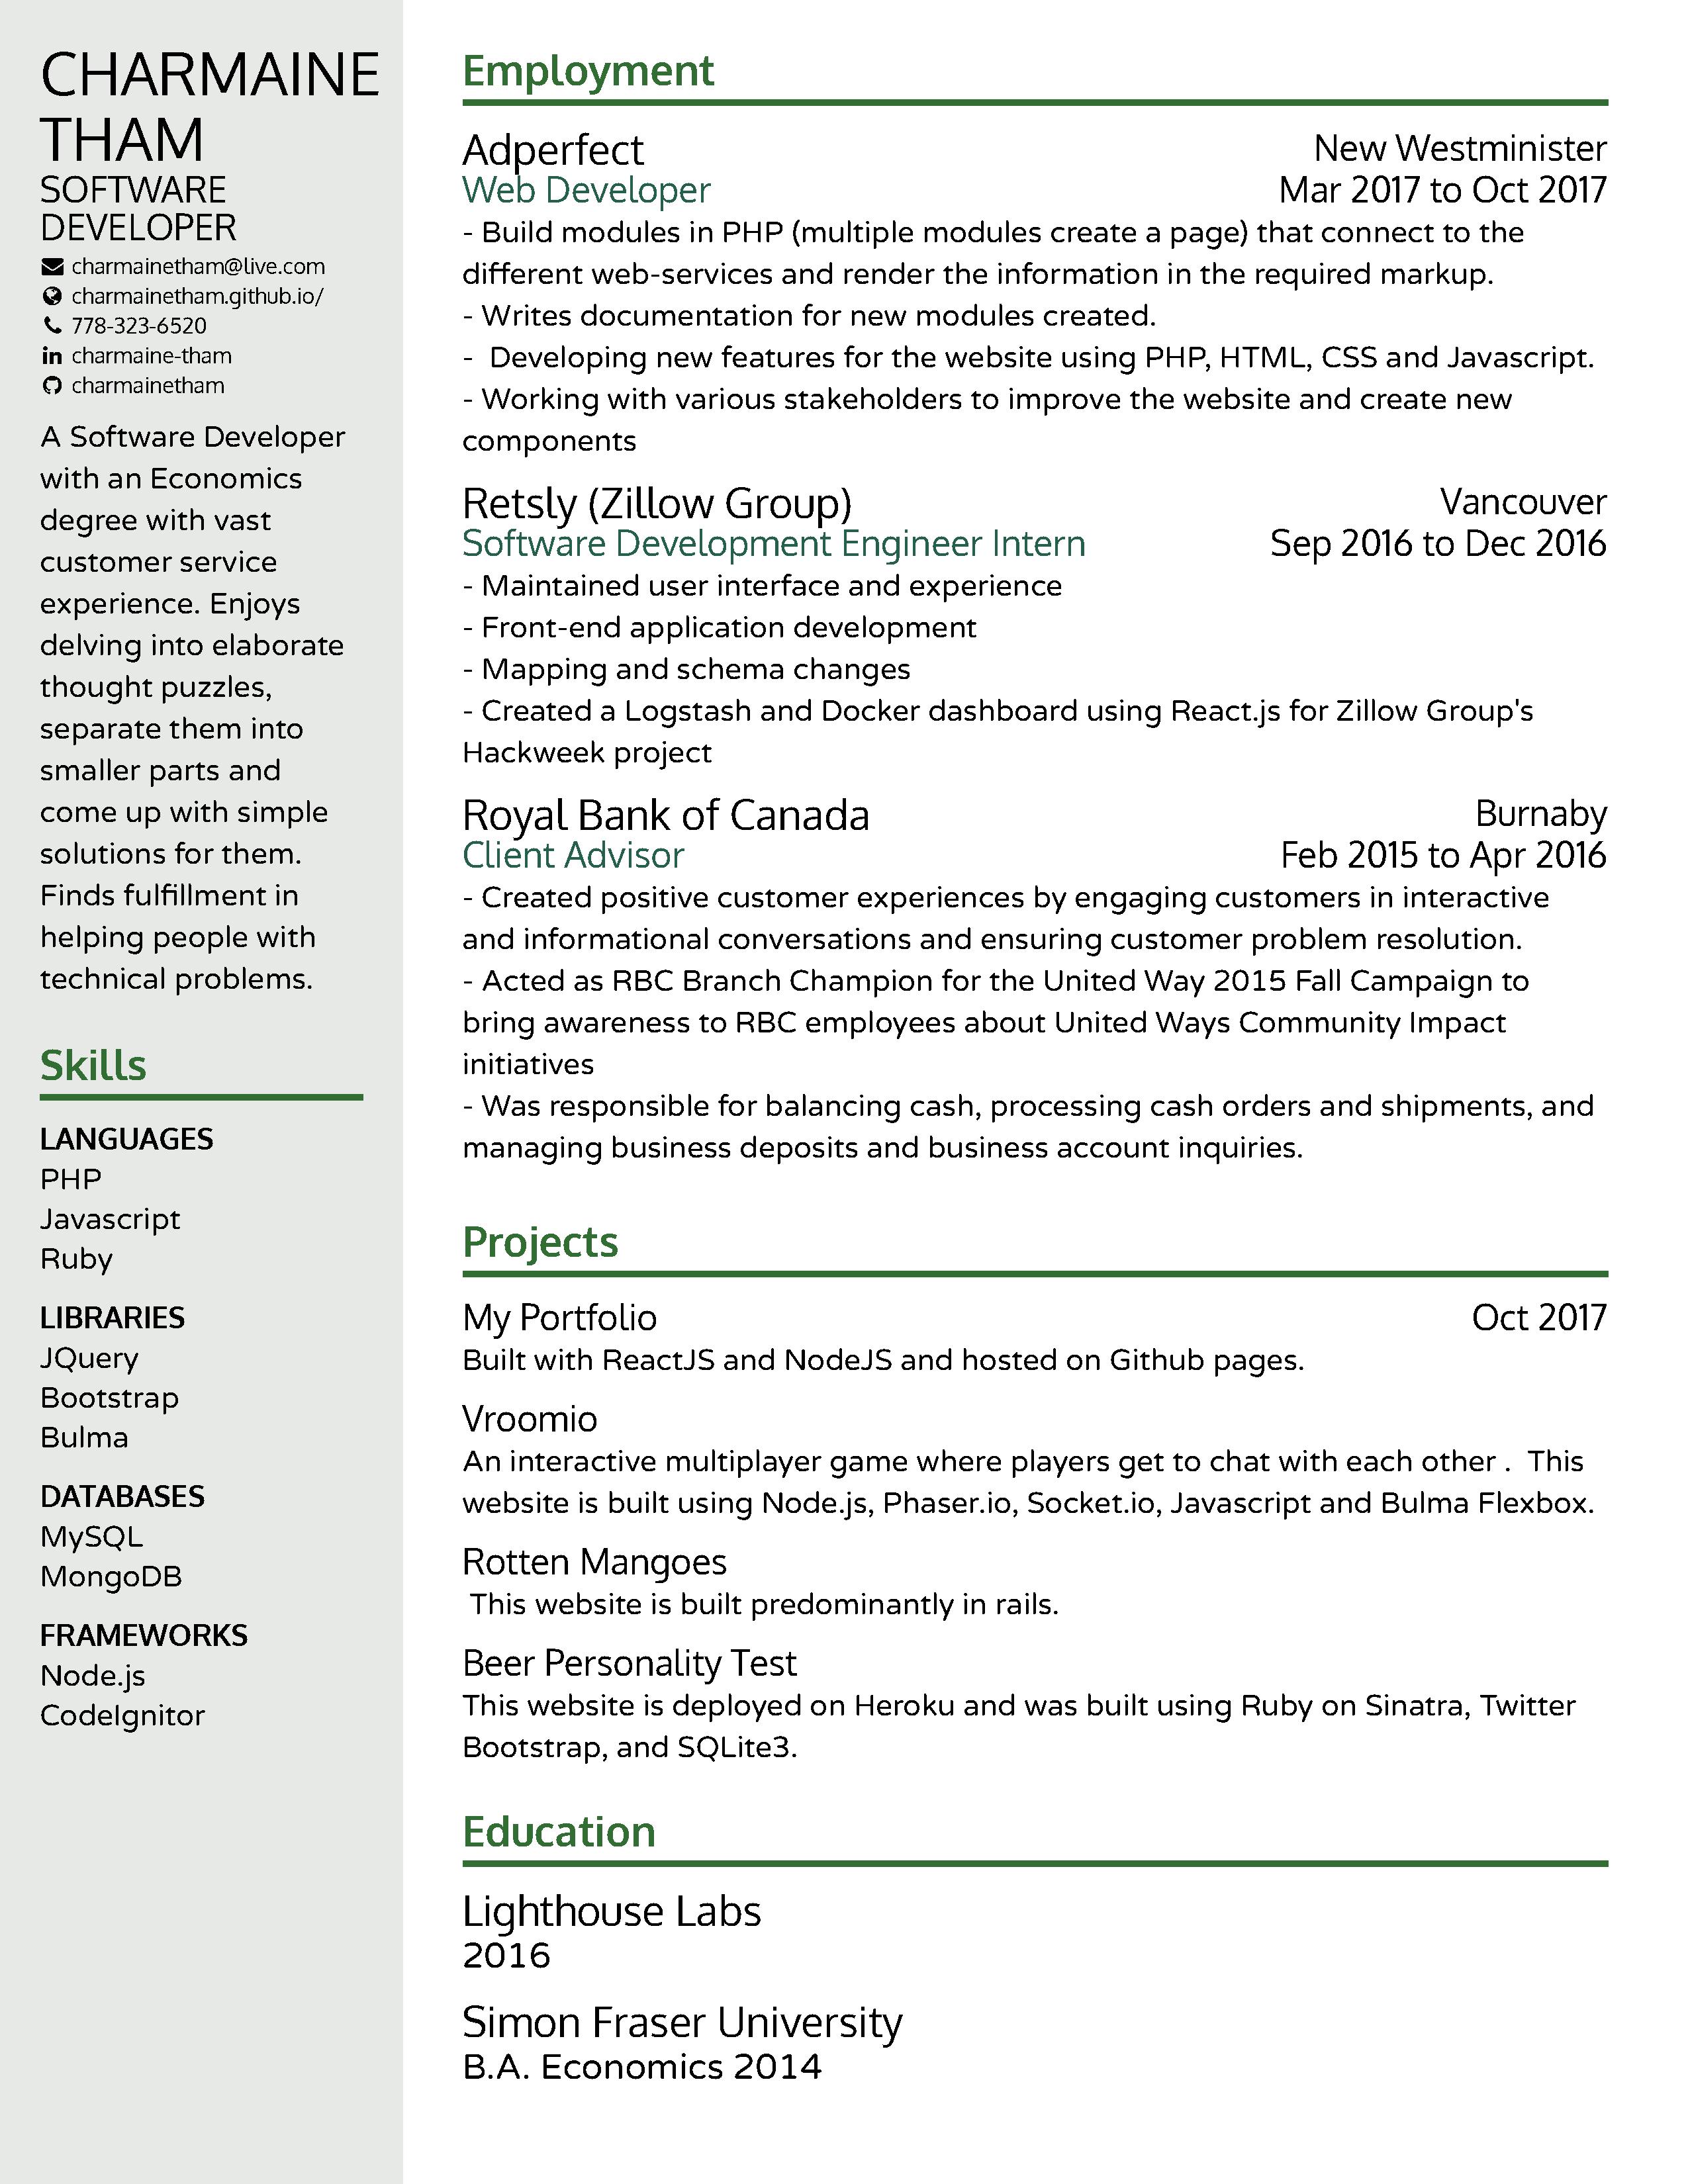 CHARMAINE
THAM
SOFTWARE
DEVELOPER
charmainetham@live.com
charmainetham.github.io/
778-323-6520
charmaine-tham
charmainetham
A Software Developer
with an Economics
degree with vast
customer service
experience. Enjoys
delving into elaborate
thought puzzles,
separate them into
smaller parts and
come up with simple
solutions for them.
Finds fulfillment in
helping people with
technical problems.
Skills
LANGUAGES
PHP
Javascript
Ruby
LIBRARIES
JQuery
Bootstrap
Bulma
DATABASES
MySQL
MongoDB
FRAMEWORKS
Node.js
CodeIgnitor
Employment
Adperfect New Westminister
Web Developer Mar 2017 to Oct 2017
- Build modules in PHP (multiple modules create a page) that connect to the
different web-services and render the information in the required markup.
- Writes documentation for new modules created.
-  Developing new features for the website using PHP, HTML, CSS and Javascript.
- Working with various stakeholders to improve the website and create new
components
Retsly (Zillow Group) Vancouver
Software Development Engineer Intern Sep 2016 to Dec 2016
- Maintained user interface and experience
- Front-end application development
- Mapping and schema changes
- Created a Logstash and Docker dashboard using React.js for Zillow Group's
Hackweek project
Royal Bank of Canada Burnaby
Client Advisor Feb 2015 to Apr 2016
- Created positive customer experiences by engaging customers in interactive
and informational conversations and ensuring customer problem resolution.
- Acted as RBC Branch Champion for the United Way 2015 Fall Campaign to
bring awareness to RBC employees about United Ways Community Impact
initiatives
- Was responsible for balancing cash, processing cash orders and shipments, and
managing business deposits and business account inquiries.
Projects
My Portfolio Oct 2017
Built with ReactJS and NodeJS and hosted on Github pages.
Vroomio
An interactive multiplayer game where players get to chat with each other .  This
website is built using Node.js, Phaser.io, Socket.io, Javascript and Bulma Flexbox.
Rotten Mangoes
This website is built predominantly in rails.
Beer Personality Test
This website is deployed on Heroku and was built using Ruby on Sinatra, Twitter
Bootstrap, and SQLite3.
Education
Lighthouse Labs
2016
Simon Fraser University
B.A. Economics 2014